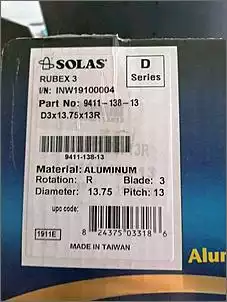 SOLAS®
D
Series
RUBEX 3
I/N: INW19100004
Part No: 9411-138-13
D3x13.75x13R
9411-138-13
Material: ALUMINUM
Rotation: R Blade: 3
Diameter: 13.75 Pitch: 13
upc code:
8 24375 03318 6
1911E
MADE IN TAIWAN
Alu